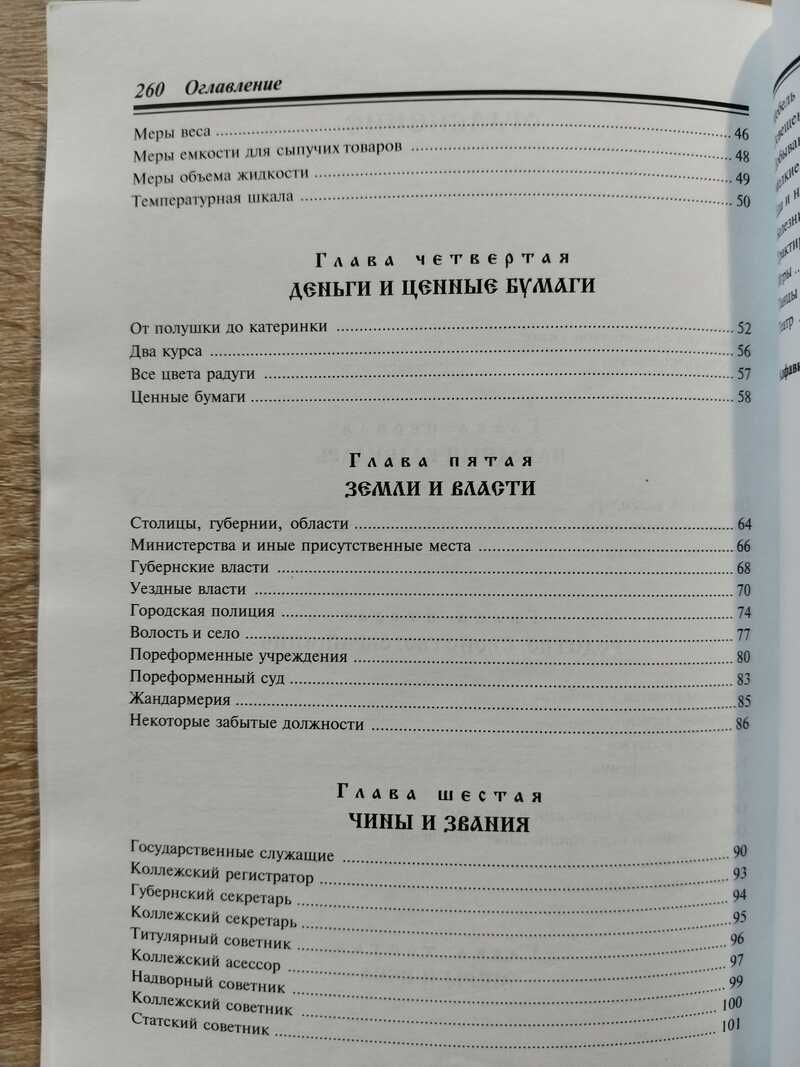 260 Оглавление
Меры веса ........ 46
Меры емкости для сыпучих товаров ........ 48
Меры объема жидкости ........ 49
Температурная шкала ........ 50
Глава четвертая
ДЕНЬГИ И ЦЕННЫЕ БУМАГИ
От полушки до катеринки ........ 52
Два курса ........ 56
Все цвета радуги ........ 57
Ценные бумаги ........ 58
Глава пятая
ЗЕМЛИ И ВЛАСТИ
Столицы, губернии, области ........ 64
Министерства и иные присутственные места ........ 66
Губернские власти ........ 68
Уездные власти ........ 70
Городская полиция ........ 74
Волость и село ........ 77
Пореформенные учреждения ........ 80
Пореформенный суд ........ 83
Жандармерия ........ 85
Некоторые забытые должности ........ 86
Глава шестая
ЧИНЫ И ЗВАНИЯ
Государственные служащие ........ 90
Коллежский регистратор ........ 93
Губернский секретарь ........ 94
Коллежский секретарь ........ 95
Титулярный советник ........ 96
Коллежский асессор ........ 97
Надворный советник ........ 99
Коллежский советник ........ 100
Статский советник ........ 101